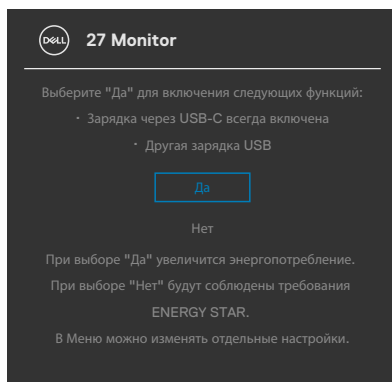 DELL 27 Monitor
Выберите "Да" для включения следующих функций:
· Зарядка через USB-C всегда включена
· Другая зарядка USB
Да
Нет
При выборе "Да" увеличится энергопотребление.
При выборе "Нет" будут соблюдены требования
ENERGY STAR.
В Меню можно изменять отдельные настройки.